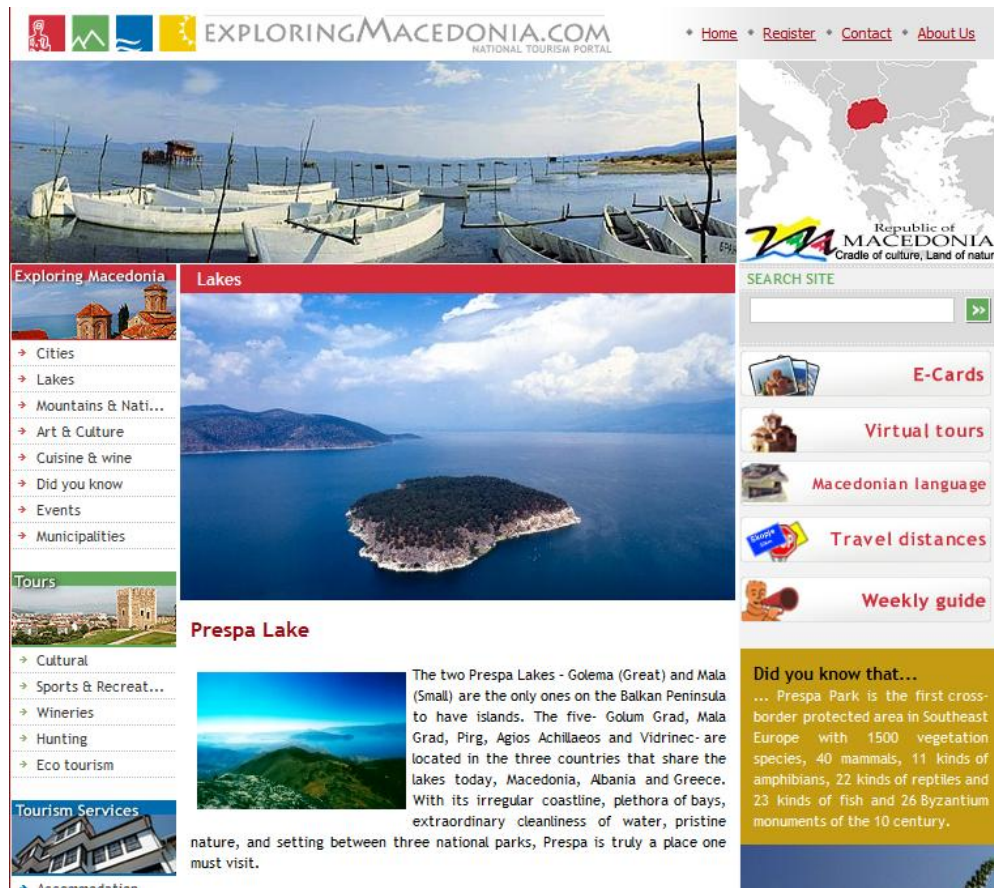 EXPLORINGMACEDONIA.COM
NATIONAL TOURISM PORTAL
Home
Register
Contact
About Us
Republic of
MACEDONIA
Cradle of culture, Land of natur
Exploring Macedonia
Cities
Lakes
Mountains & Nati...
Art & Culture
Cuisine & wine
Did you know
Events
Municipalities
Tours
Cultural
Sports & Recreat...
Wineries
Hunting
Eco tourism
Tourism Services
Accommodation
Lakes
Prespa Lake
The two Prespa Lakes - Golema (Great) and Mala
(Small) are the only ones on the Balkan Peninsula
to have islands. The five- Golum Grad, Mala
Grad, Pirg, Agios Achillaeos and Vidrinec- are
located in the three countries that share the
lakes today, Macedonia, Albania and Greece.
With its irregular coastline, plethora of bays,
extraordinary cleanliness of water, pristine
nature, and setting between three national parks, Prespa is truly a place one
must visit.
SEARCH SITE
E-Cards
Virtual tours
Macedonian language
Skopje
Travel distances
Weekly guide
Did you know that...
... Prespa Park is the first cross-
border protected area in Southeast
Europe with 1500 vegetation
species, 40 mammals, 11 kinds of
amphibians, 22 kinds of reptiles and
23 kinds of fish and 26 Byzantium
monuments of the 10 century.